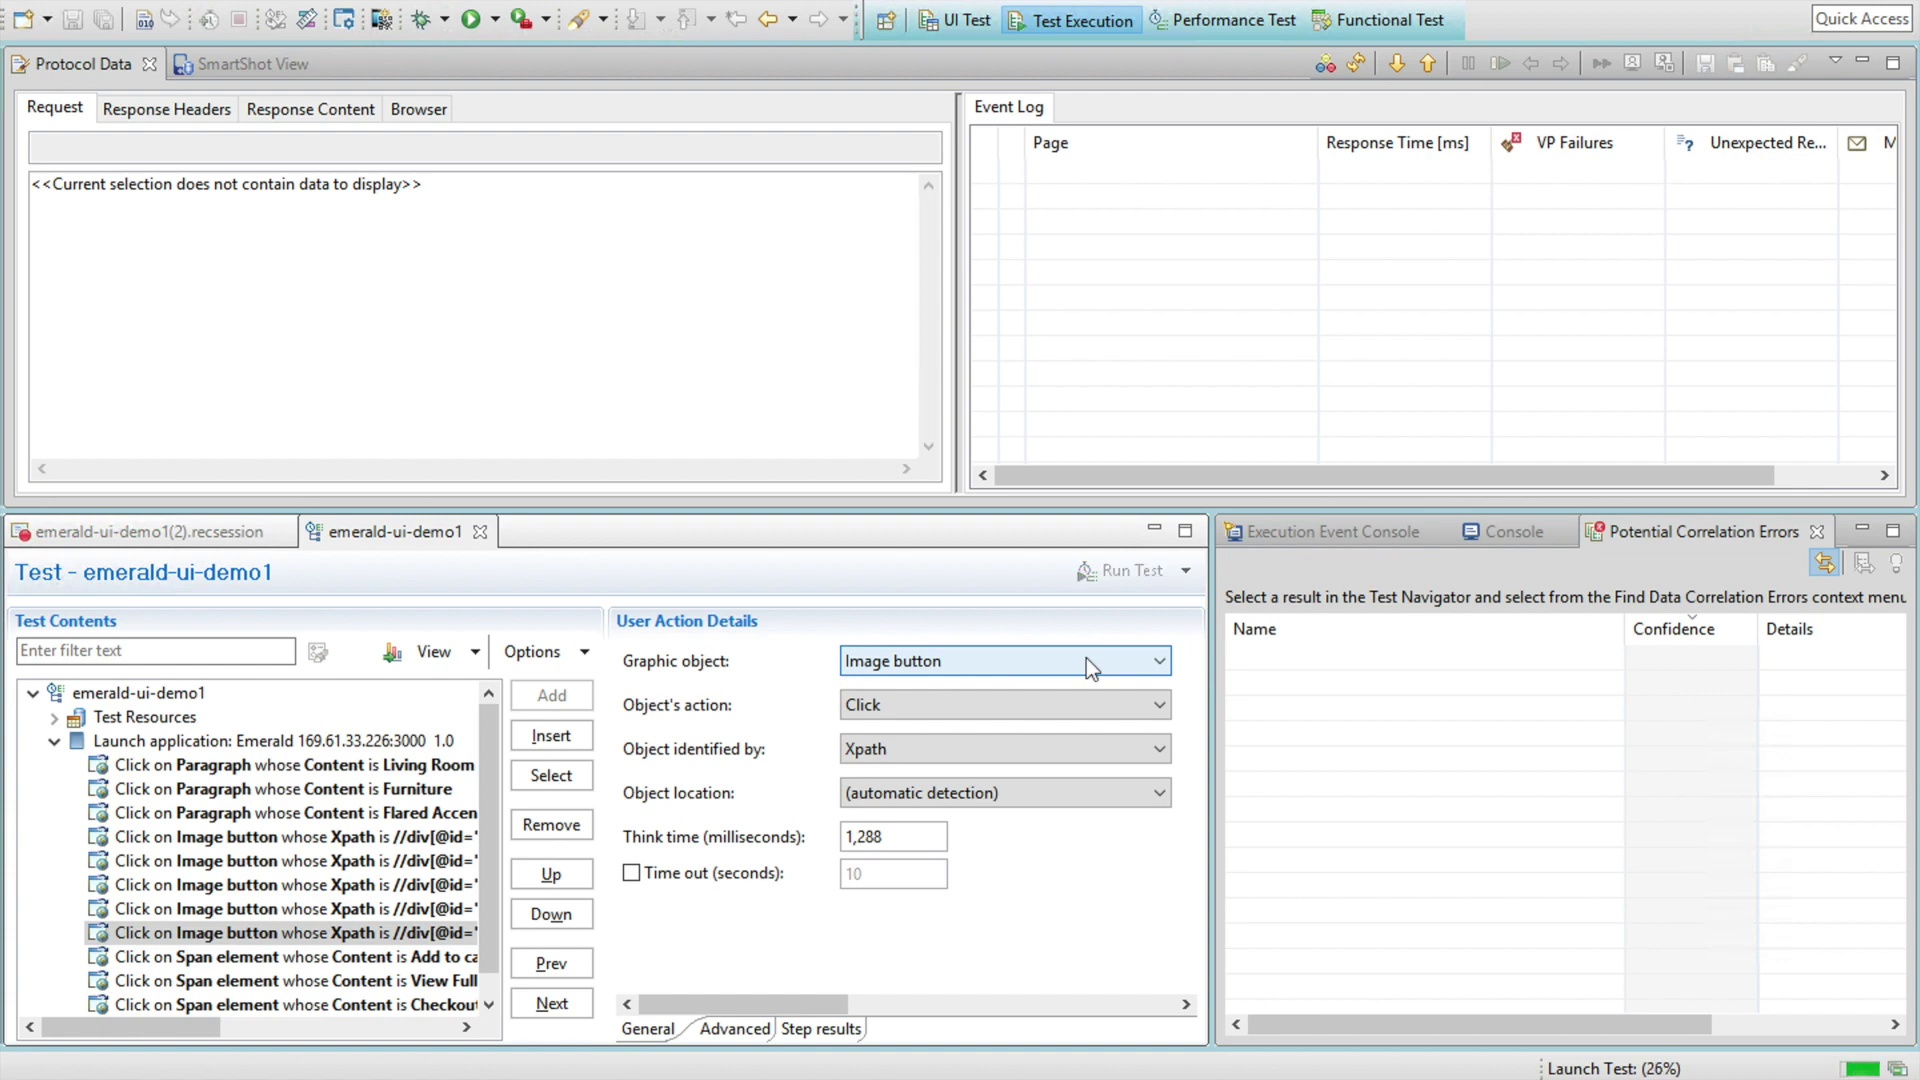 UI Test
Test Execution
Performance Test
Functional Test
Quick Access
Protocol Data
SmartShot View
Request
Response Headers
Response Content
Browser
<<Current selection does not contain data to display>>
Event Log
Page
Response Time [ms]
VP Failures
Unexpected Re...
M
emerald-ui-demo1(2).recsession
emerald-ui-demo1
Test - emerald-ui-demo1
Run Test
Test Contents
Enter filter text
View
Options
emerald-ui-demo1
Test Resources
Launch application: Emerald 169.61.33.226:3000 1.0
Click on Paragraph whose Content is Living Room
Click on Paragraph whose Content is Furniture
Click on Paragraph whose Content is Flared Accen
Click on Image button whose Xpath is //div[@id='
Click on Image button whose Xpath is //div[@id='
Click on Image button whose Xpath is //div[@id='
Click on Image button whose Xpath is //div[@id='
Click on Image button whose Xpath is //div[@id='
Click on Span element whose Content is Add to ca
Click on Span element whose Content is View Full
Click on Span element whose Content is Checkout
Add
Insert
Select
Remove
Up
Down
Prev
Next
User Action Details
Graphic object:
Image button
Object's action:
Click
Object identified by:
Xpath
Object location:
(automatic detection)
Think time (milliseconds):
1,288
Time out (seconds):
10
General
Advanced
Step results
Execution Event Console
Console
Potential Correlation Errors
Select a result in the Test Navigator and select from the Find Data Correlation Errors context menu
Name
Confidence
Details
Launch Test: (26%)